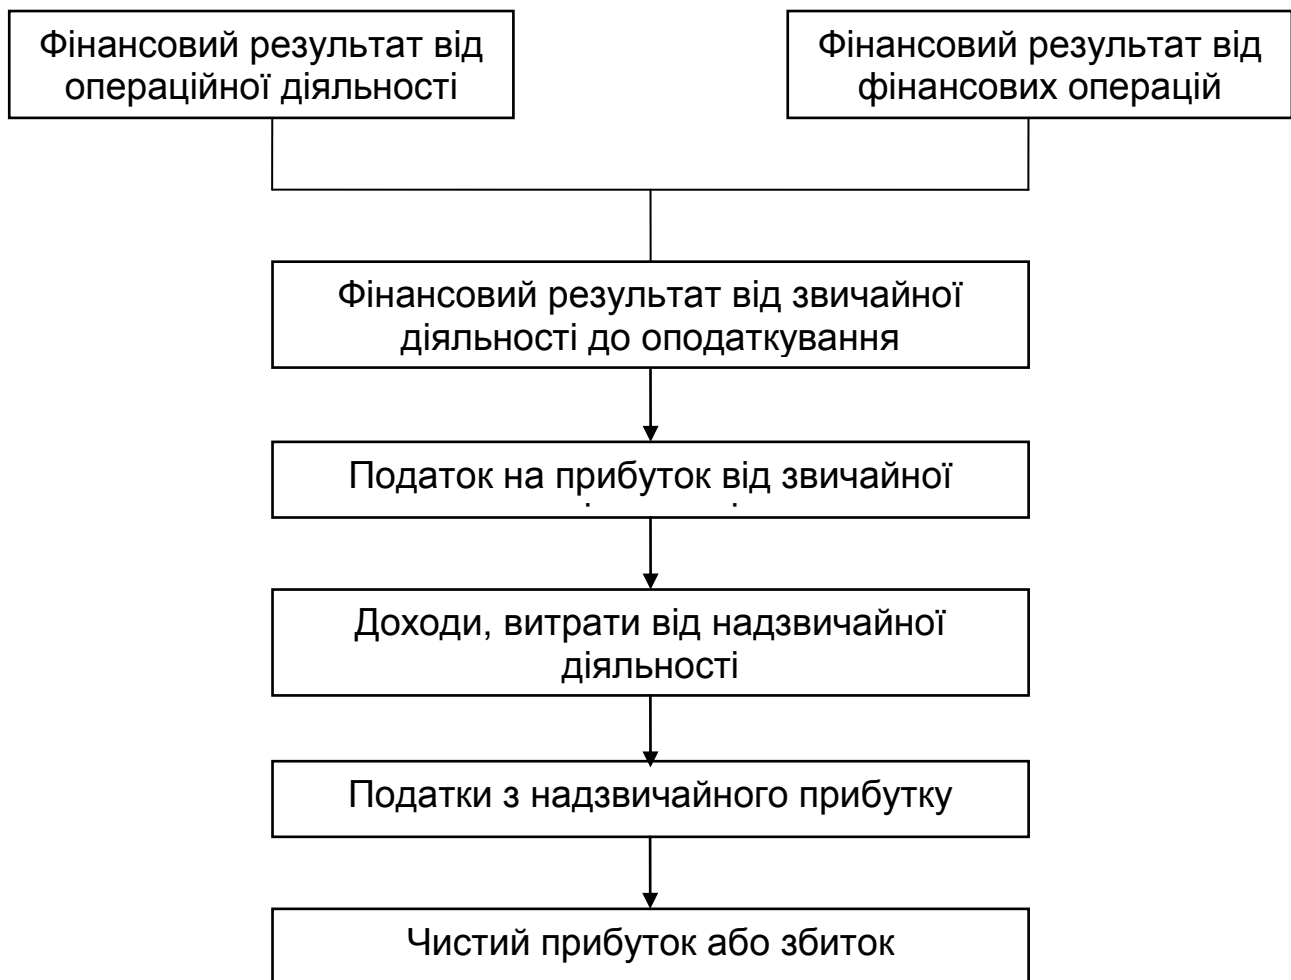 Фінансовий результат від
операційної діяльності
Фінансовий результат від
фінансових операцій
Фінансовий результат від звичайної
діяльності до оподаткування
Податок на прибуток від звичайної
Доходи, витрати від надзвичайної
діяльності
Податки з надзвичайного прибутку
Чистий прибуток або збиток